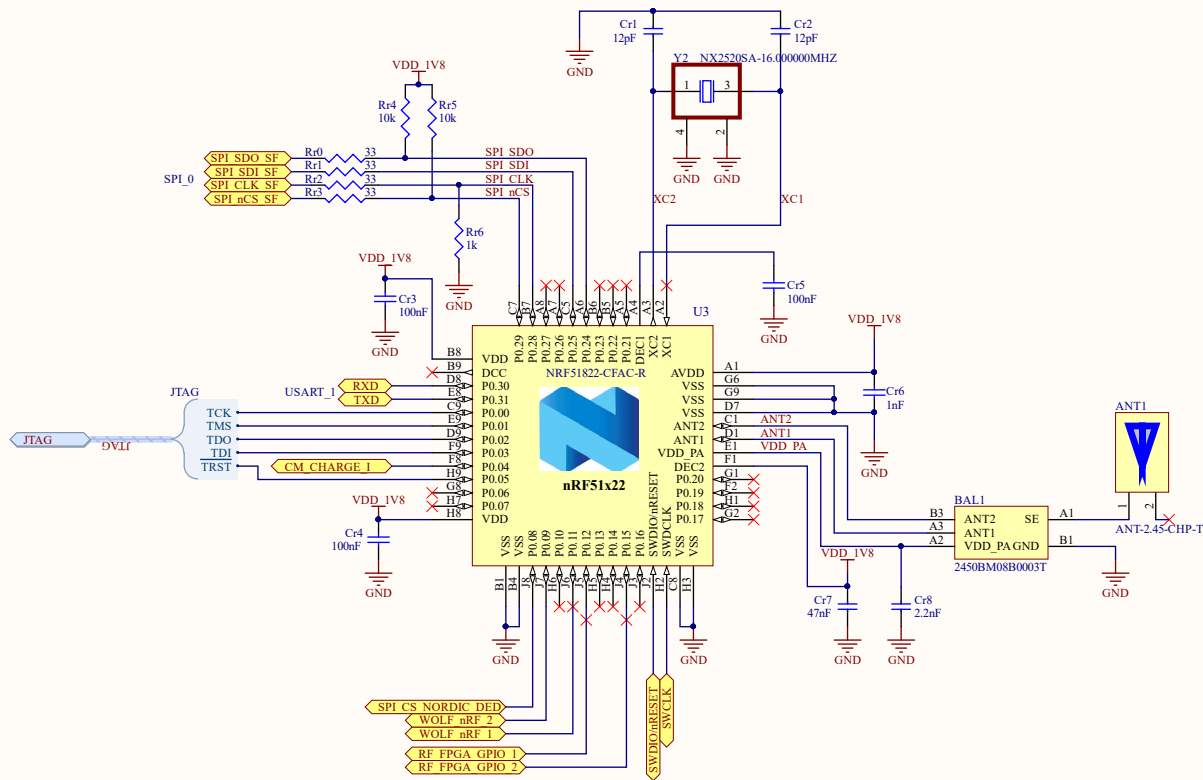 Cr1
12pF
Cr2
12pF
GND
Y2 NX2520SA-16.000000MHZ
1
3
4
2
GND
GND
VDD_1V8
Rr4
10k
Rr5
10k
SPI_0
SPI_SDO_SF
Rr0
33
SPI_SDO
SPI_SDI_SF
Rr1
33
SPI_SDI
SPI_CLK_SF
Rr2
33
SPI_CLK
SPI_nCS_SF
Rr3
33
SPI_nCS
XC2
XC1
Rr6
1k
GND
VDD_1V8
Cr3
100nF
GND
Cr5
100nF
GND
U3
C7
B7
A8
A7
C5
A6
B6
B5
A5
A4
A3
A2
P0.29
P0.28
P0.27
P0.26
P0.25
P0.24
P0.23
P0.22
P0.21
DEC1
XC2
XC1
NRF51822-CFAC-R
nRF51x22
B8
VDD
B9
DCC
D8
P0.30
E8
P0.31
C9
P0.00
E9
P0.01
D9
P0.02
F9
P0.03
F8
P0.04
H9
P0.05
G8
P0.06
H7
P0.07
H8
VDD
USART_1
RXD
TXD
JTAG
TCK
TMS
TDO
TDI
TRST
JTAG
JTAG
CM_CHARGE_I
VDD_1V8
Cr4
100nF
GND
AVDD
A1
VSS
G6
VSS
G9
VSS
D7
ANT2
C1
ANT2
ANT1
D1
ANT1
VDD_PA
E1
VDD_PA
DEC2
F1
P0.20
G1
P0.19
F2
P0.18
H1
P0.17
G2
VDD_1V8
Cr6
1nF
GND
VSS
VSS
P0.08
P0.09
P0.10
P0.11
P0.12
P0.13
P0.14
P0.15
P0.16
SWDIO/nRESET
SWDCLK
VSS
VSS
B1
B4
J8
J7
H6
J6
J5
H5
H4
J4
J3
J2
H2
C8
H3
GND
GND
VDD_1V8
Cr7
47nF
GND
Cr8
2.2nF
GND
BAL1
B3
ANT2
A3
ANT1
A2
VDD_PA
SE
A1
GND
B1
2450BM08B0003T
GND
ANT1
1
2
ANT-2.45-CHP-T
SPI_CS_NORDIC_DED
WOLF_nRF_2
WOLF_nRF_1
RF_FPGA_GPIO_1
RF_FPGA_GPIO_2
SWDIO/nRESET
SWCLK